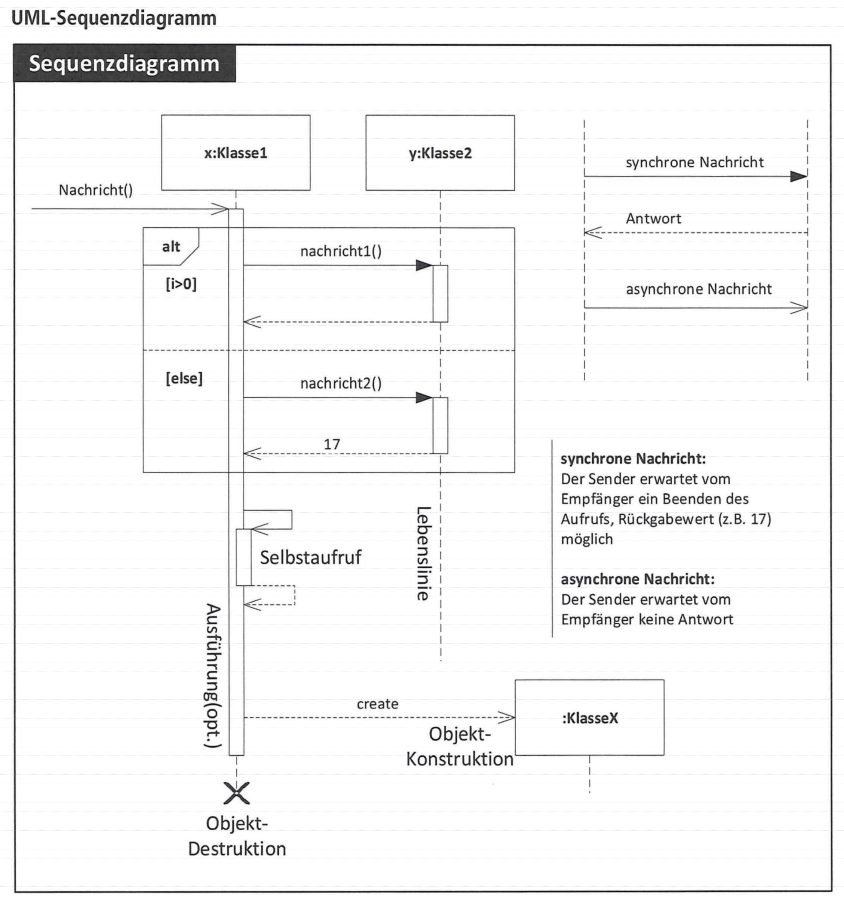 UML-Sequenzdiagramm
Sequenzdiagramm
x:Klasse1
y:Klasse2
synchrone Nachricht
Nachricht()
Antwort
alt
nachricht1()
[i>0]
asynchrone Nachricht
[else]
nachricht2()
17
synchrone Nachricht:
Der Sender erwartet vom
Empfänger ein Beenden des
Aufrufs, Rückgabewert (z.B. 17)
möglich
Lebenslinie
Selbstaufruf
asynchrone Nachricht:
Der Sender erwartet vom
Empfänger keine Antwort
Ausführung(opt.)
create
:KlasseX
Objekt-
Konstruktion
Objekt-
Destruktion